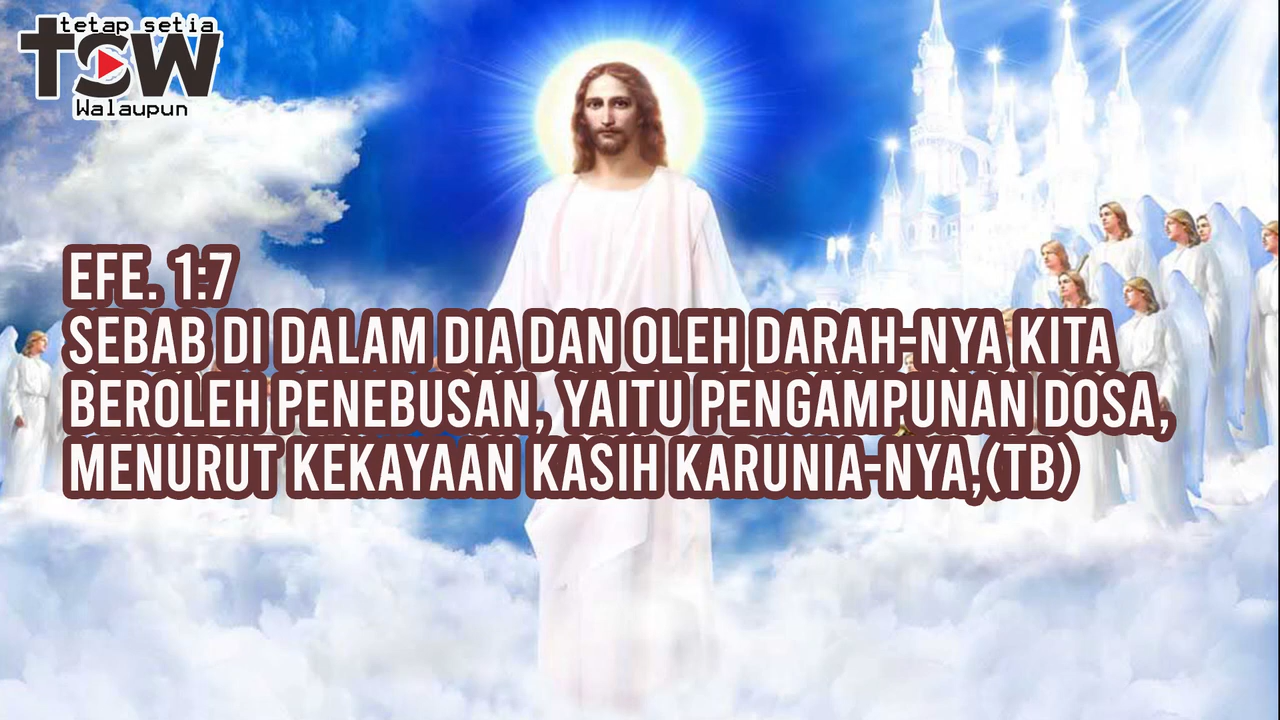 tetap setia
TSW
Walaupun
EFE. 1:7
SEBAB DI DALAM DIA DAN OLEH DARAH-NYA KITA
BEROLEH PENEBUSAN, YAITU PENGAMPUNAN DOSA,
MENURUT KEKAYAAN KASIH KARUNIA-NYA,(TB)